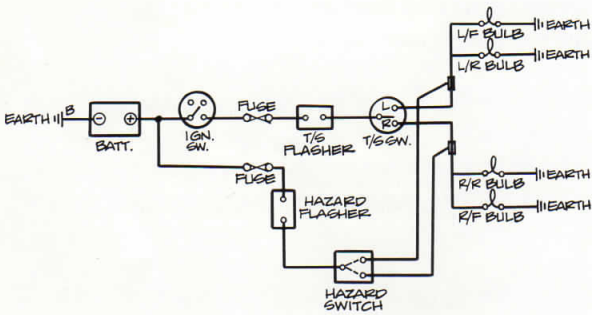 L/F BULB
EARTH
L/R BULB
EARTH
EARTH
B
BATT.
IGN.
SW.
FUSE
T/S
FLASHER
L
R
T/S SW.
FUSE
HAZARD
FLASHER
R/R BULB
EARTH
R/F BULB
EARTH
HAZARD
SWITCH